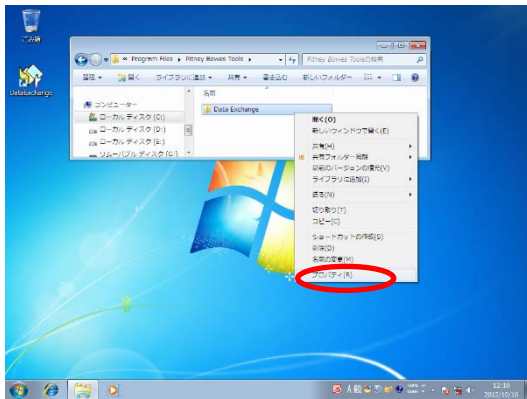 ごみ箱
DataExchange
« Program Files ▸ Pitney Bowes Tools ▸
Pitney Bowes Toolsの検索
整理 ▾
開く
ライブラリに追加 ▾
共有 ▾
書き込む
新しいフォルダー
名前
コンピューター
ローカル ディスク (C:)
ローカル ディスク (D:)
ローカル ディスク (E:)
リムーバブル ディスク (G:)
Data Exchange
開く(O)
新しいウィンドウで開く(E)
共有(H)
共有フォルダー同期
以前のバージョンの復元(V)
ライブラリに追加(I)
送る(N)
切り取り(T)
コピー(C)
ショートカットの作成(S)
削除(D)
名前の変更(M)
プロパティ(R)
A 般
12:10
2012/10/16